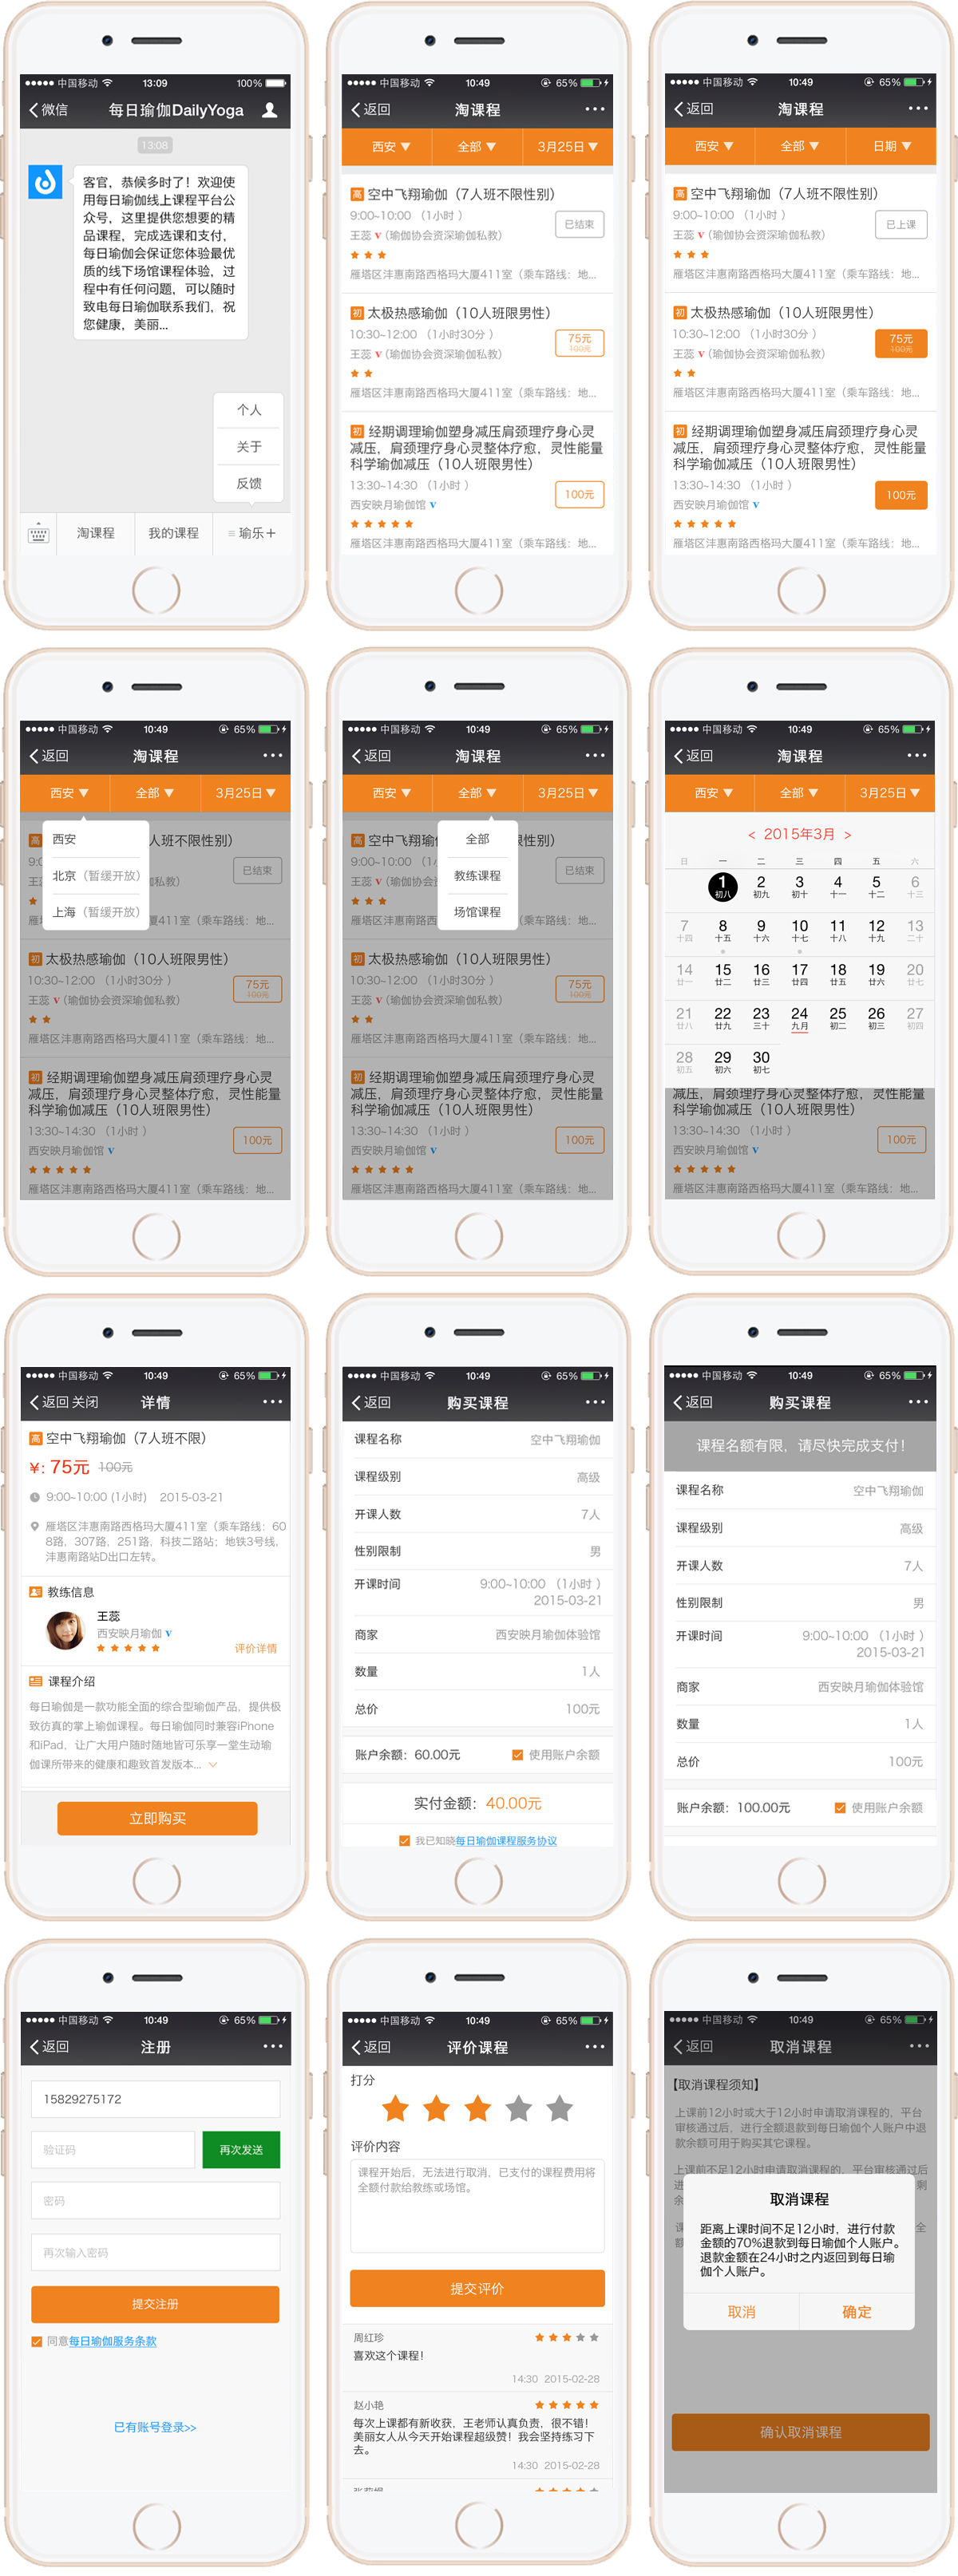 中国移动 13:09 100%
微信 每日瑜伽DailyYoga
13:08
客官，恭候多时了！欢迎使
用每日瑜伽线上课程平台公
众号，这里提供您想要的精
品课程，完成选课和支付，
每日瑜伽会保证您体验最优
质的线下场馆课程体验，过
程中有任何问题，可以随时
致电每日瑜伽联系我们，祝
您健康，美丽...
个人
关于
反馈
淘课程 我的课程 瑜乐+
中国移动 10:49 65%
返回 淘课程
西安▼ 全部▼ 3月25日▼
高 空中飞翔瑜伽（7人班不限性别）
9:00~10:00 （1小时 ）
已结束
王蕊 v (瑜伽协会资深瑜伽私教)
雁塔区沣惠南路西格玛大厦411室（乘车路线：地...
初 太极热感瑜伽（10人班限男性）
10:30~12:00 （1小时30分 ）
75元
100元
王蕊 v (瑜伽协会资深瑜伽私教)
雁塔区沣惠南路西格玛大厦411室（乘车路线：地...
初 经期调理瑜伽塑身减压肩颈理疗身心灵
减压，肩颈理疗身心灵整体疗愈，灵性能量
科学瑜伽减压（10人班限男性）
13:30~14:30 （1小时 ）
100元
西安映月瑜伽馆 v
雁塔区沣惠南路西格玛大厦411室（乘车路线：地...
中国移动 10:49 65%
返回 淘课程
西安▼ 全部▼ 日期▼
高 空中飞翔瑜伽（7人班不限性别）
9:00~10:00 （1小时 ）
已上课
王蕊 v (瑜伽协会资深瑜伽私教)
雁塔区沣惠南路西格玛大厦411室（乘车路线：地...
初 太极热感瑜伽（10人班限男性）
10:30~12:00 （1小时30分 ）
75元
100元
王蕊 v (瑜伽协会资深瑜伽私教)
雁塔区沣惠南路西格玛大厦411室（乘车路线：地...
初 经期调理瑜伽塑身减压肩颈理疗身心灵
减压，肩颈理疗身心灵整体疗愈，灵性能量
科学瑜伽减压（10人班限男性）
13:30~14:30 （1小时 ）
100元
西安映月瑜伽馆 v
雁塔区沣惠南路西格玛大厦411室（乘车路线：地...
中国移动 10:49 65%
返回 淘课程
西安▼ 全部▼ 3月25日▼
西安
北京（暂缓开放）
上海（暂缓开放）
高 人班不限性别）
9:0
已结束
王蕊 瑜伽私教)
雁 大厦411室（乘车路线：地...
初 太极热感瑜伽（10人班限男性）
10:30~12:00 （1小时30分 ）
75元
100元
王蕊 v (瑜伽协会资深瑜伽私教)
雁塔区沣惠南路西格玛大厦411室（乘车路线：地...
初 经期调理瑜伽塑身减压肩颈理疗身心灵
减压，肩颈理疗身心灵整体疗愈，灵性能量
科学瑜伽减压（10人班限男性）
13:30~14:30 （1小时 ）
100元
西安映月瑜伽馆 v
雁塔区沣惠南路西格玛大厦411室（乘车路线：地...
中国移动 10:49 65%
返回 淘课程
西安▼ 全部▼ 3月25日▼
全部
教练课程
场馆课程
高 空中飞翔瑜 限性别）
9:00~10:00 （1
已结束
王蕊 v (瑜伽协会 私教)
雁塔区沣惠南路 411室（乘车路线：地...
初 太极热感瑜伽（10人班限男性）
10:30~12:00 （1小时30分 ）
75元
100元
王蕊 v (瑜伽协会资深瑜伽私教)
雁塔区沣惠南路西格玛大厦411室（乘车路线：地...
初 经期调理瑜伽塑身减压肩颈理疗身心灵
减压，肩颈理疗身心灵整体疗愈，灵性能量
科学瑜伽减压（10人班限男性）
13:30~14:30 （1小时 ）
100元
西安映月瑜伽馆 v
雁塔区沣惠南路西格玛大厦411室（乘车路线：地...
中国移动 10:49 65%
返回 淘课程
西安▼ 全部▼ 3月25日▼
< 2015年3月 >
日 一 二 三 四 五 六
1 2 3 4 5 6
初八 初九 初十 十一 十二 十三
7 8 9 10 11 12 13
十四 十五 十六 十七 十八 十九 二十
14 15 16 17 18 19 20
廿一 廿二 廿三 廿四 廿五 廿六 廿七
21 22 23 24 25 26 27
廿八 廿九 三十 九月 初二 初三 初四
28 29 30
初五 初六 初七
减压，肩颈理疗身心灵整体疗愈，灵性能量
科学瑜伽减压（10人班限男性）
13:30~14:30 （1小时 ）
100元
西安映月瑜伽馆 v
雁塔区沣惠南路西格玛大厦411室（乘车路线：地...
中国移动 10:49 65%
返回 关闭 详情
高 空中飞翔瑜伽（7人班不限）
￥: 75元 100元
9:00~10:00 (1小时) 2015-03-21
雁塔区沣惠南路西格玛大厦411室（乘车路线：60
8路，307路，251路，科技二路站；地铁3号线，
沣惠南路站D出口左转。
教练信息
王蕊
西安映月瑜伽 v
评价详情
课程介绍
每日瑜伽是一款功能全面的综合型瑜伽产品，提供极
致仿真的掌上瑜伽课程。每日瑜伽同时兼容iPhone
和iPad，让广大用户随时随地皆可乐享一堂生动瑜
伽课所带来的健康和趣致首发版本...
立即购买
中国移动 10:49 65%
返回 购买课程
课程名称 空中飞翔瑜伽
课程级别 高级
开课人数 7人
性别限制 男
开课时间 9:00~10:00 （1小时 ）
2015-03-21
商家 西安映月瑜伽体验馆
数量 1人
总价 100元
账户余额：60.00元 使用账户余额
实付金额：40.00元
我已知晓每日瑜伽课程服务协议
中国移动 10:49 65%
返回 购买课程
课程名额有限，请尽快完成支付！
课程名称 空中飞翔瑜伽
课程级别 高级
开课人数 7人
性别限制 男
开课时间 9:00~10:00 （1小时 ）
2015-03-21
商家 西安映月瑜伽体验馆
数量 1人
总价 100元
账户余额：100.00元 使用账户余额
中国移动 10:49 65%
返回 注册
15829275172
验证码 再次发送
密码
再次输入密码
提交注册
同意每日瑜伽服务条款
已有账号登录>>
中国移动 10:49 65%
返回 评价课程
打分
评价内容
课程开始后，无法进行取消，已支付的课程费用将
全额付款给教练或场馆。
提交评价
周红珍
喜欢这个课程！
14:30 2015-02-28
赵小艳
每次上课都有新收获，王老师认真负责，很不错！
美丽女人从今天开始课程超级赞！我会坚持练习下
去。
14:30 2015-02-28
中国移动 10:49 65%
返回 取消课程
【取消课程须知】
上课前12小时或大于12小时申请取消课程的，平台
审核通过后，进行全额退款到每日瑜伽个人账户中退
款余额可用于购买其它课程。
上课前不足12小时申请取消课程的，平台审核通过后
进 剩
余
课 全
取消课程
距离上课时间不足12小时，进行付款
金额的70%退款到每日瑜伽个人账户。
退款金额在24小时之内返回到每日瑜
伽个人账户。
取消 确定
确认取消课程